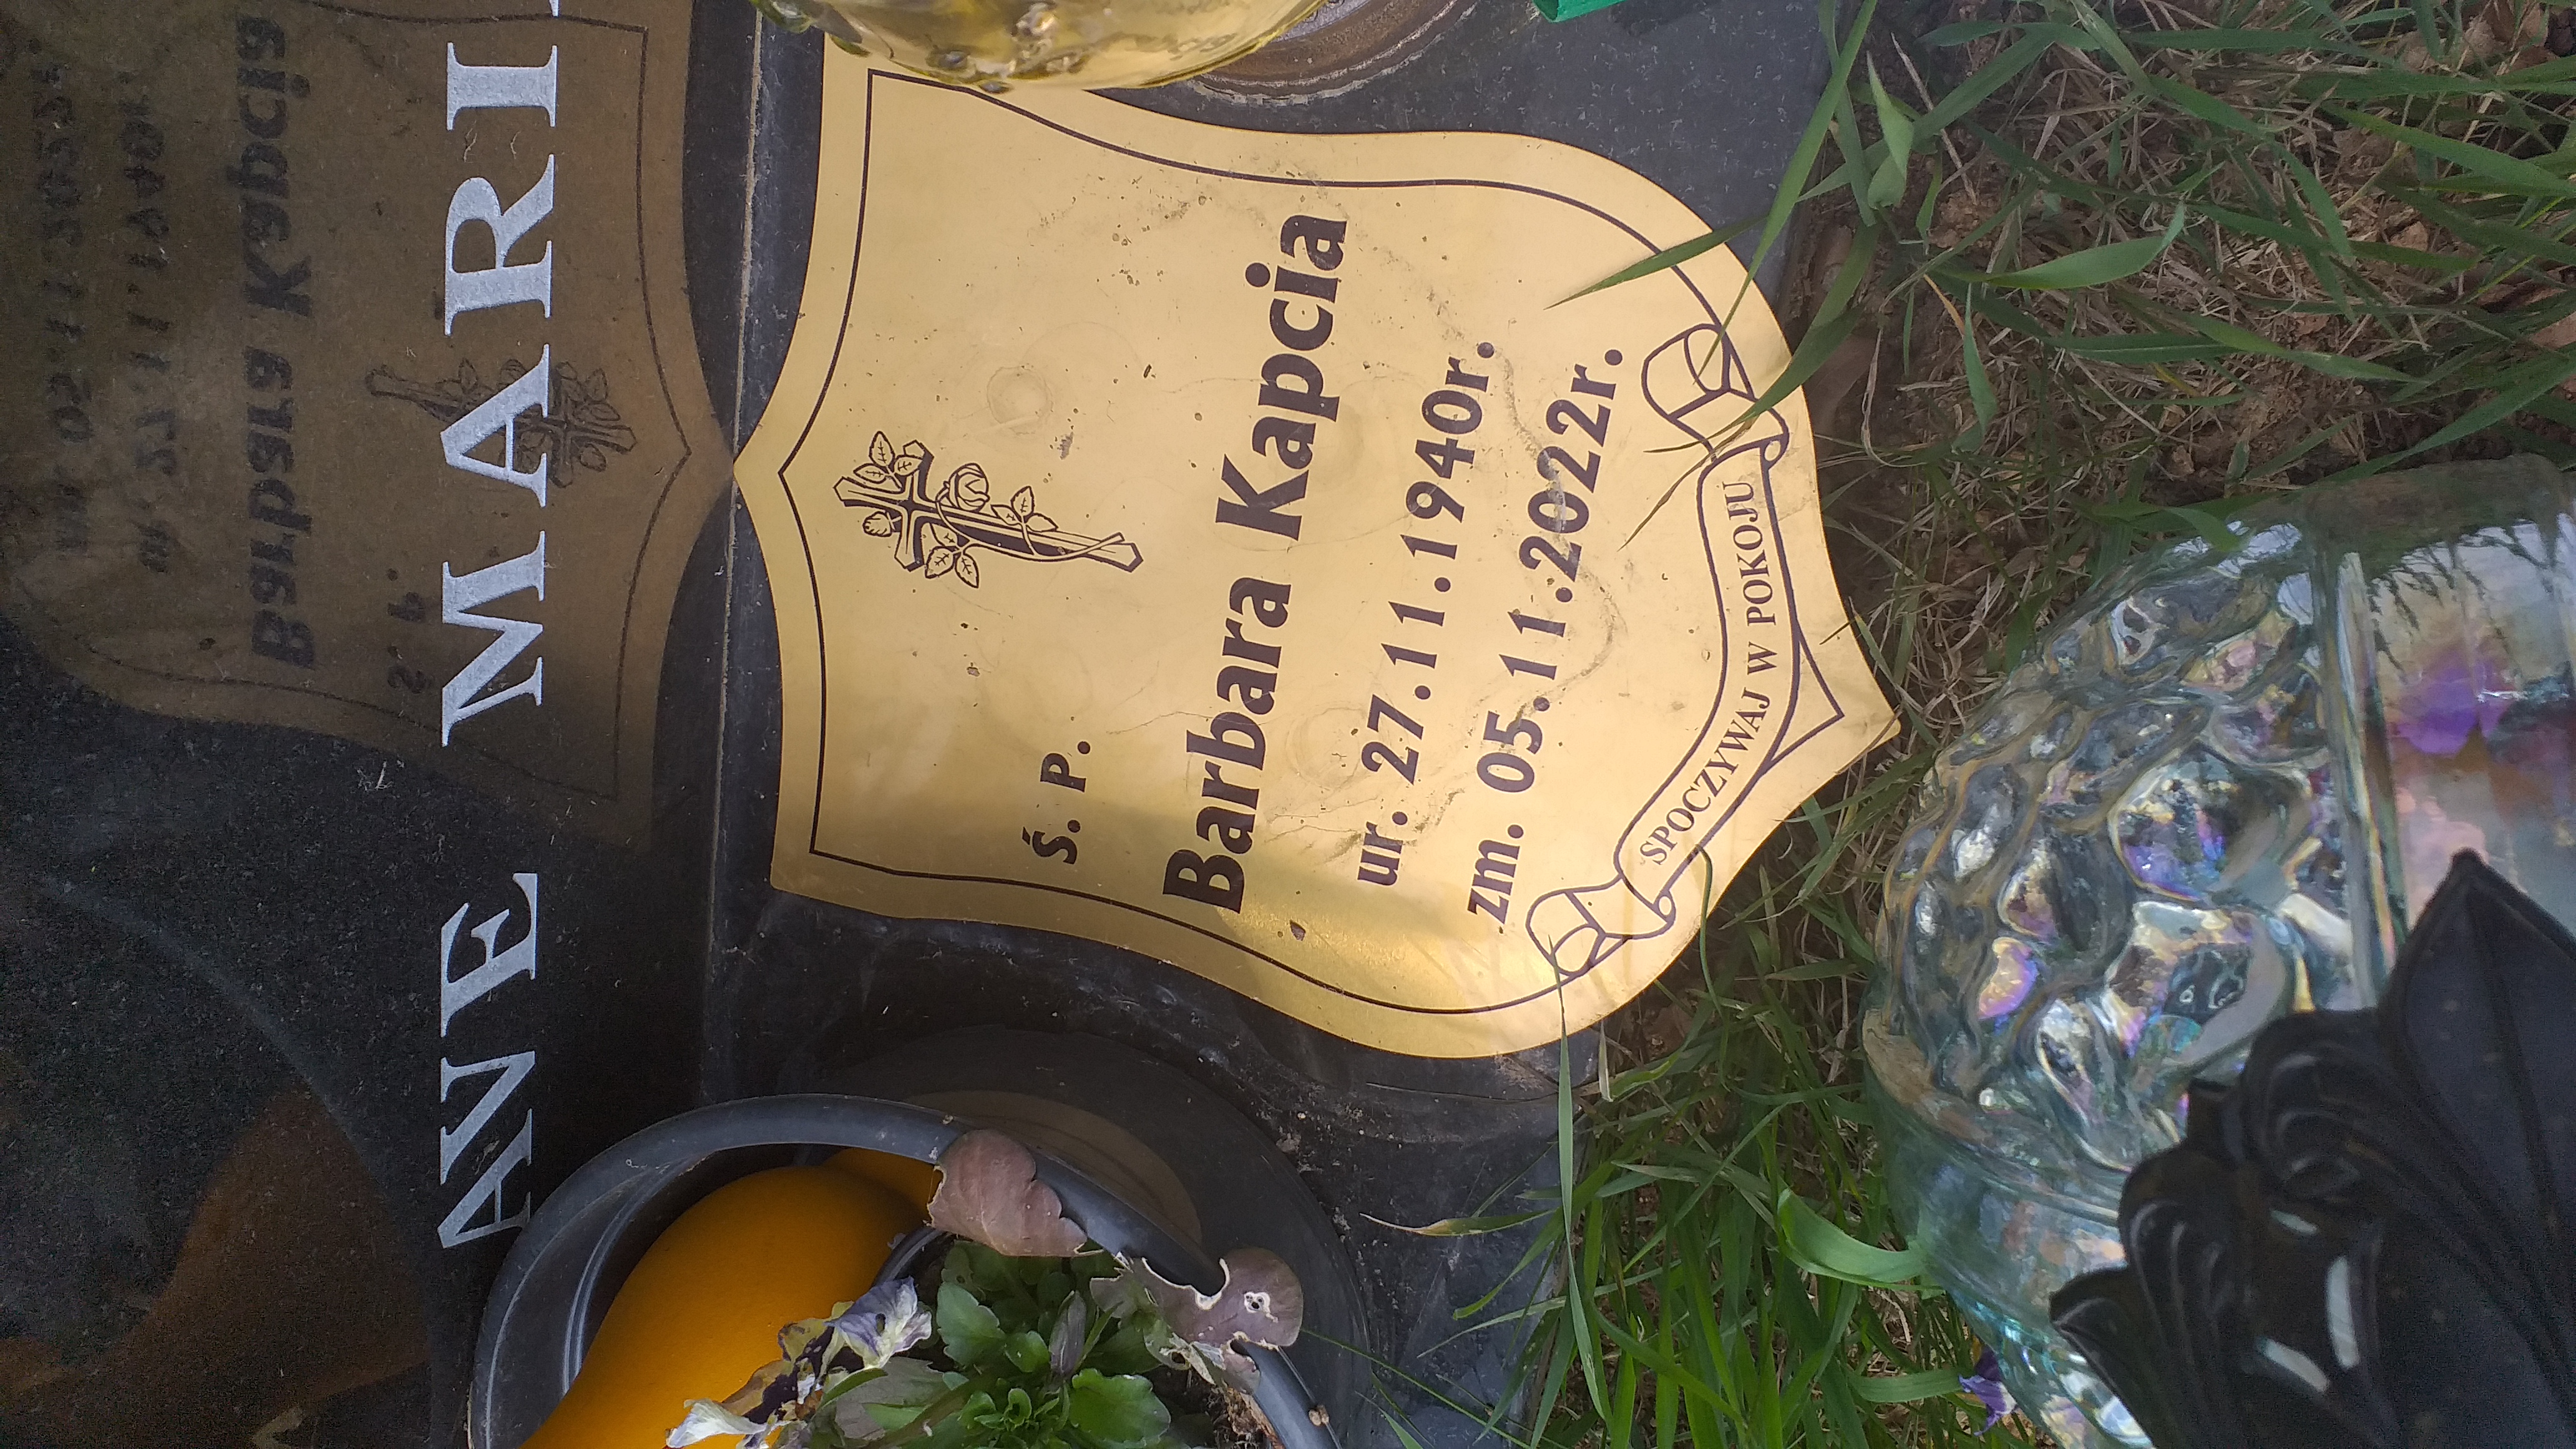 AVE MARI
Ś. P.
Barbara Kapcia
ur. 27.11.1940r.
zm. 05.11.2022r.
SPOCZYWAJ W POKOJU